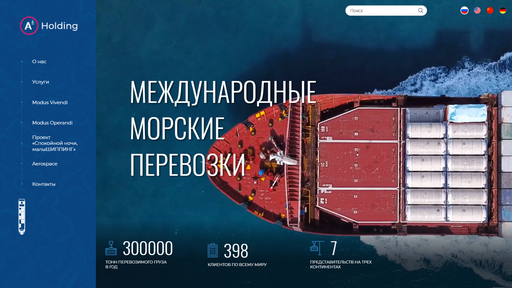 A⁵ Holding
Поиск
О нас
Услуги
Modus Vivendi
Modus Operandi
Проект
«Спокойной ночи,
малыШИППИНГ»
Aerospace
Контакты
МЕЖДУНАРОДНЫЕ
МОРСКИЕ
ПЕРЕВОЗКИ
300000
ТОНН ПЕРЕВОЗИМОГО ГРУЗА
В ГОД
398
КЛИЕНТОВ ПО ВСЕМУ МИРУ
7
ПРЕДСТАВИТЕЛЬСТВ НА ТРЕХ
КОНТИНЕНТАХ